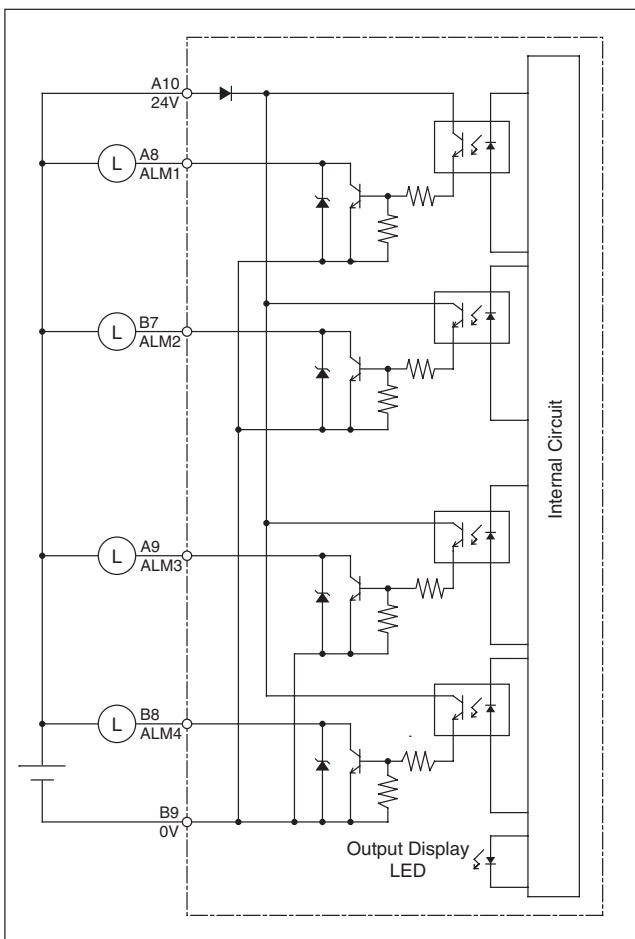 A10
24V
L
A8
ALM1
L
B7
ALM2
Internal Circuit
L
A9
ALM3
L
B8
ALM4
B9
0V
Output Display
LED